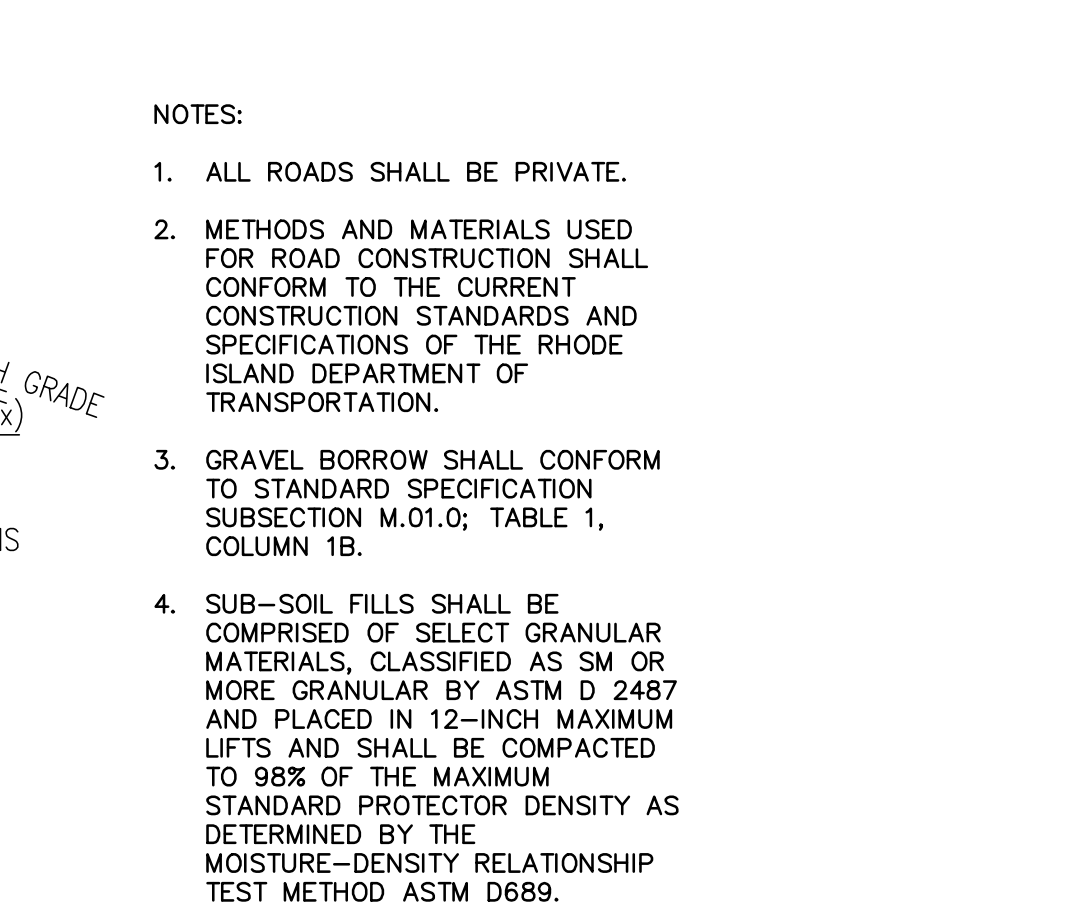 NOTES:
1. ALL ROADS SHALL BE PRIVATE.
2. METHODS AND MATERIALS USED
FOR ROAD CONSTRUCTION SHALL
CONFORM TO THE CURRENT
CONSTRUCTION STANDARDS AND
SPECIFICATIONS OF THE RHODE
ISLAND DEPARTMENT OF
TRANSPORTATION.
GRADE
3. GRAVEL BORROW SHALL CONFORM
TO STANDARD SPECIFICATION
SUBSECTION M.01.0; TABLE 1,
COLUMN 1B.
4. SUB-SOIL FILLS SHALL BE
COMPRISED OF SELECT GRANULAR
MATERIALS, CLASSIFIED AS SM OR
MORE GRANULAR BY ASTM D 2487
AND PLACED IN 12-INCH MAXIMUM
LIFTS AND SHALL BE COMPACTED
TO 98% OF THE MAXIMUM
STANDARD PROTECTOR DENSITY AS
DETERMINED BY THE
MOISTURE-DENSITY RELATIONSHIP
TEST METHOD ASTM D689.